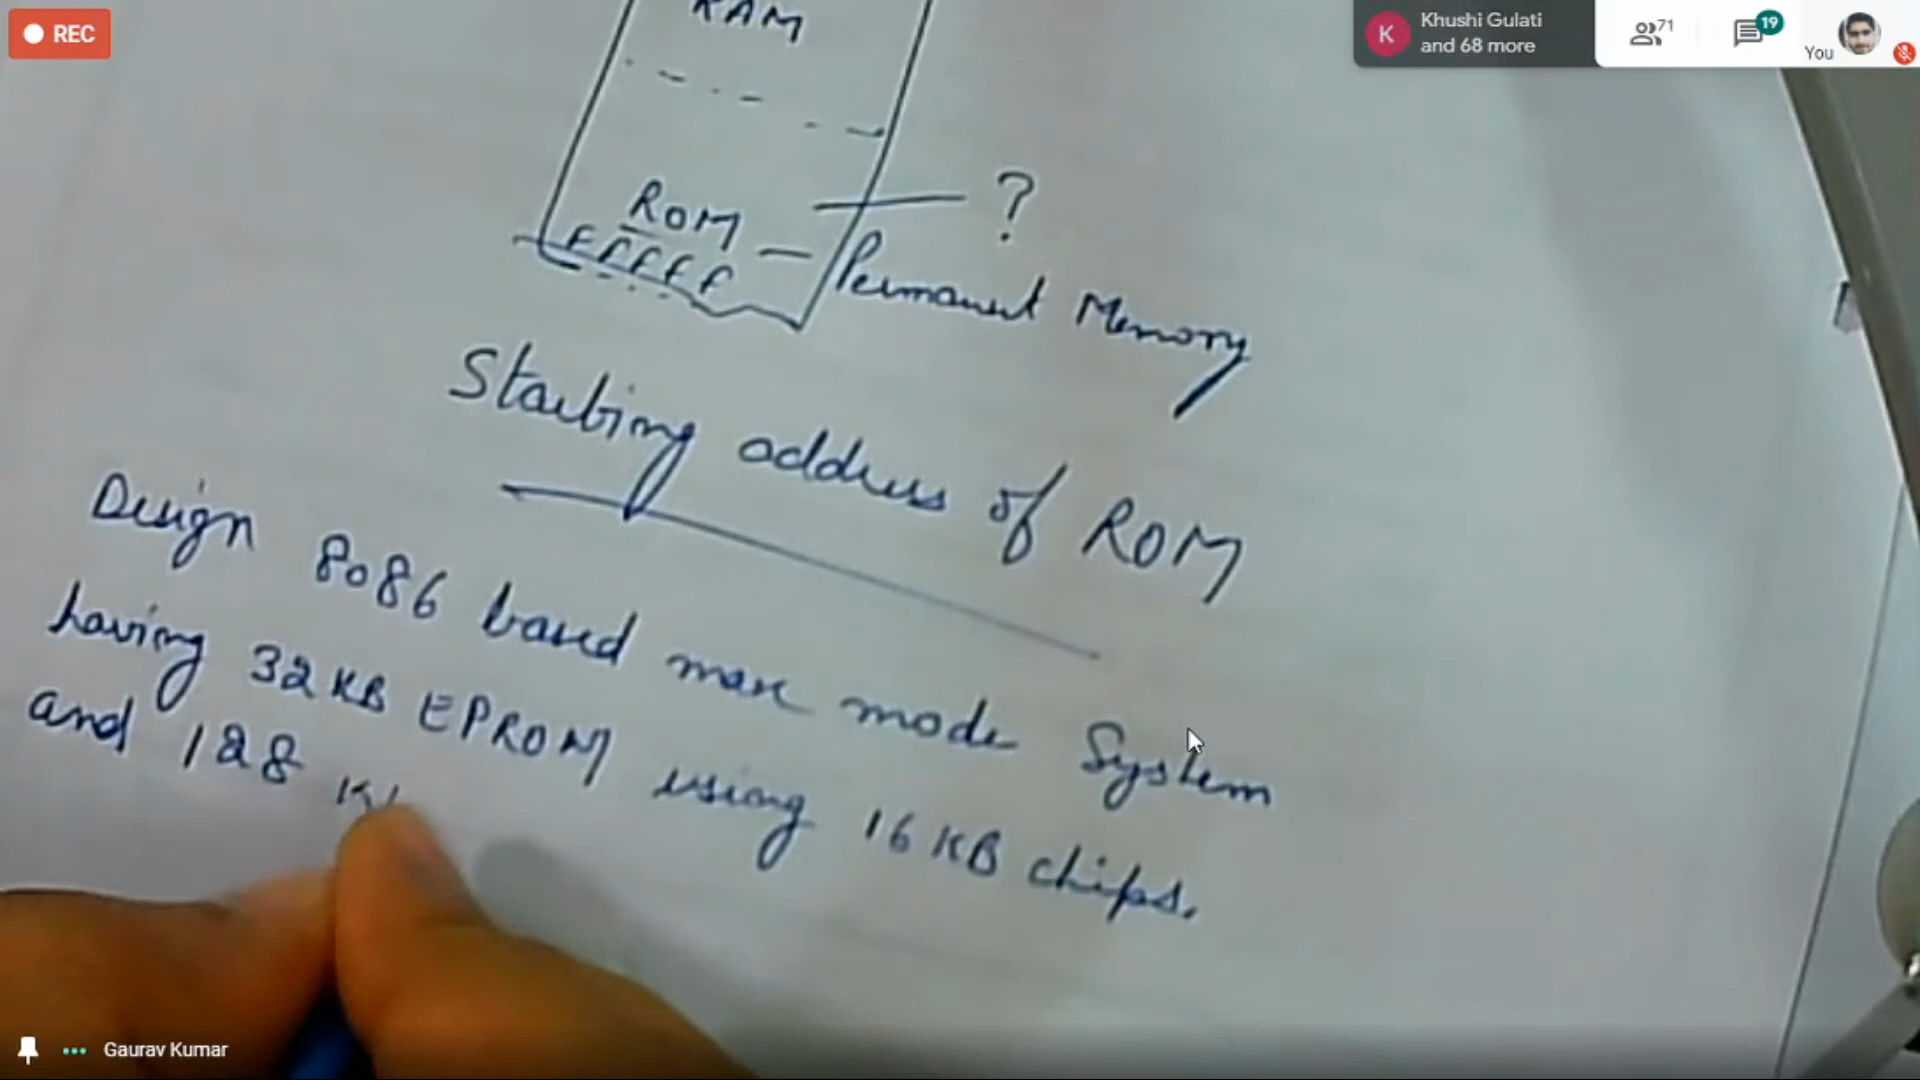 REC
Khushi Gulati
and 68 more
71
19
You
K
RAM
ROM
FFFFF
?
Permanent Memory
Starting address of ROM
Design 8086 based max mode System
having 32 KB EPROM using 16 KB chips.
and 128 K
Gaurav Kumar